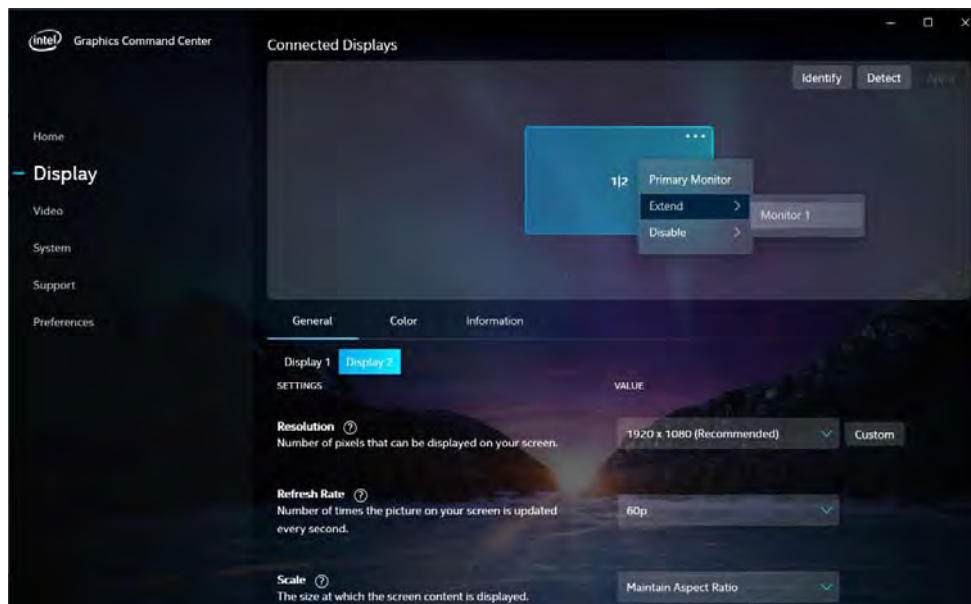 intel Graphics Command Center
Connected Displays
Identify Detect Apply
Home
Display
Video
System
Support
Preferences
1|2
Primary Monitor
Extend
Disable
Monitor 1
General Color Information
Display 1 Display 2
SETTINGS VALUE
Resolution ?
Number of pixels that can be displayed on your screen.
1920 x 1080 (Recommended) Custom
Refresh Rate ?
Number of times the picture on your screen is updated
every second.
60p
Scale ?
The size at which the screen content is displayed.
Maintain Aspect Ratio